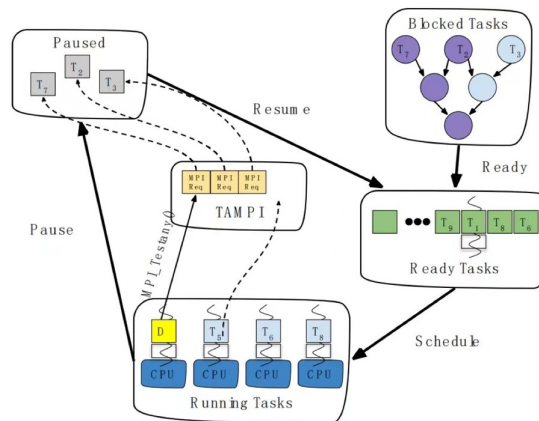 Paused
T2
T7
T3
Blocked Tasks
T7
T2
T3
Resume
Ready
MPI Req
MPI Req
MPI Req
TAMPI
Pause
MPI_Testany()
T9
T1
T8
T6
Ready Tasks
Schedule
D
T5
T6
T8
CPU
CPU
CPU
CPU
Running Tasks